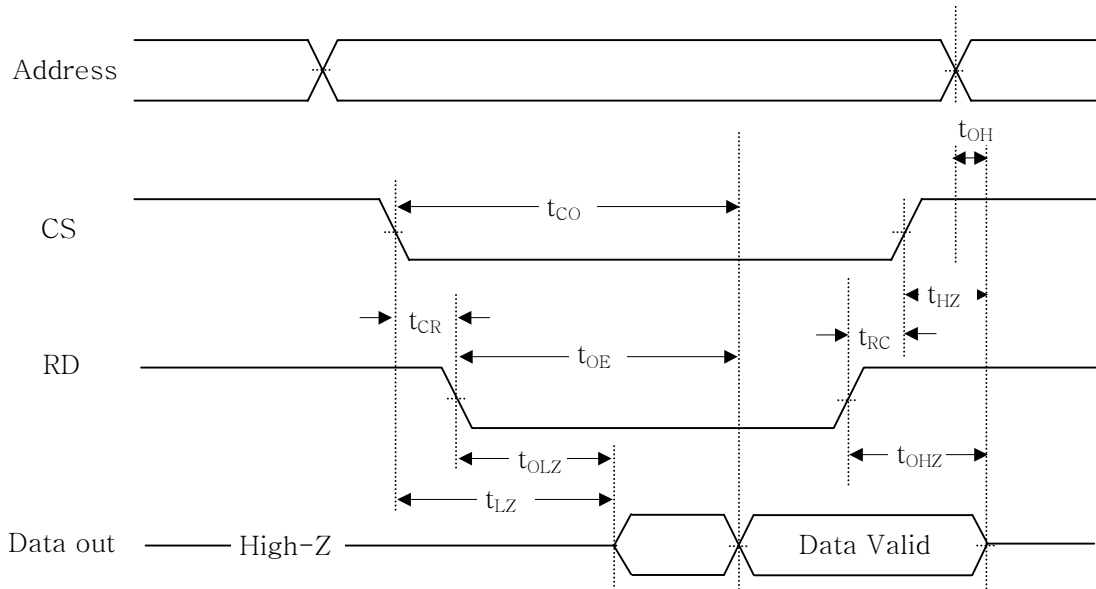 Address
tOH
tCO
CS
tHZ
tCR
tRC
tOE
RD
tOLZ
tOHZ
tLZ
Data out
High-Z
Data Valid